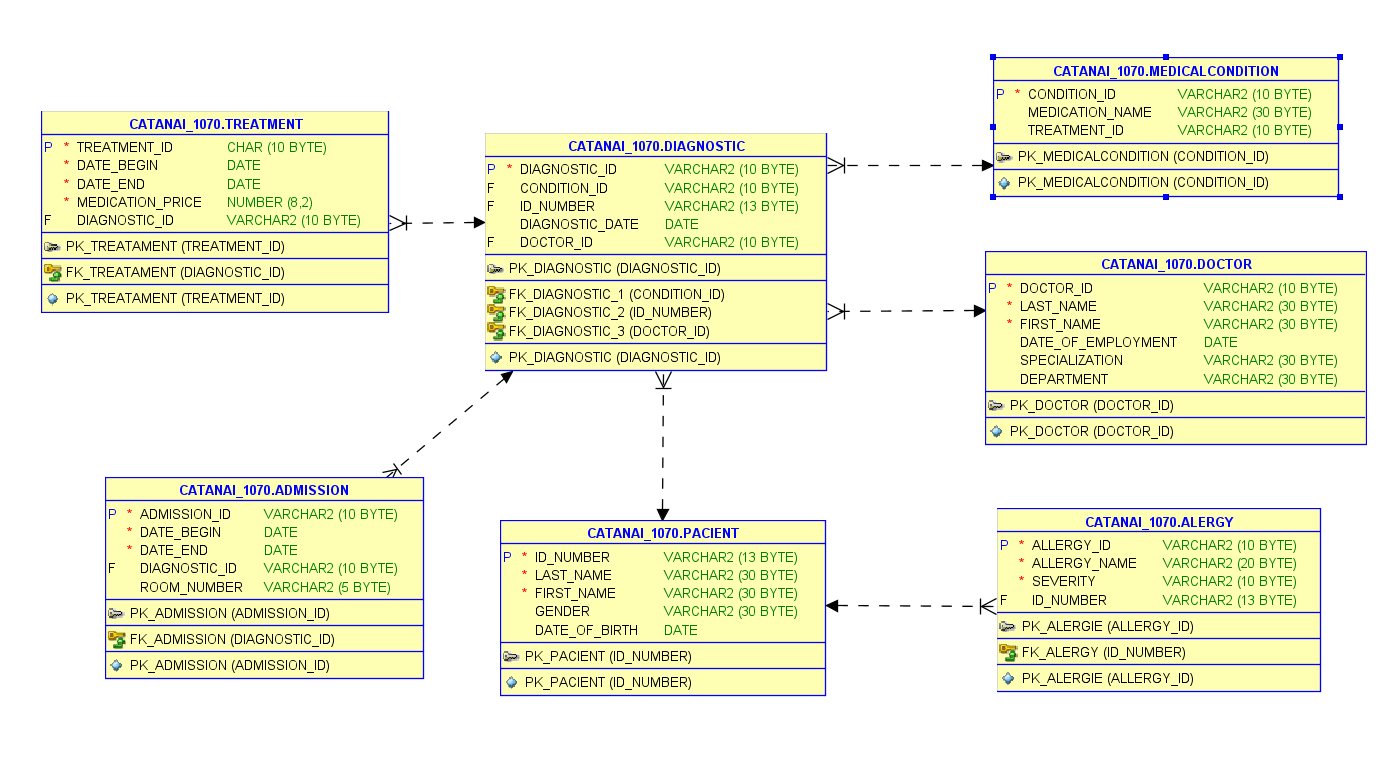 CATANAI_1070.MEDICALCONDITION
P * CONDITION_ID VARCHAR2 (10 BYTE)
MEDICATION_NAME VARCHAR2 (30 BYTE)
TREATMENT_ID VARCHAR2 (10 BYTE)
PK_MEDICALCONDITION (CONDITION_ID)
PK_MEDICALCONDITION (CONDITION_ID)
CATANAI_1070.TREATMENT
P * TREATMENT_ID CHAR (10 BYTE)
* DATE_BEGIN DATE
* DATE_END DATE
* MEDICATION_PRICE NUMBER (8,2)
F DIAGNOSTIC_ID VARCHAR2 (10 BYTE)
PK_TREATAMENT (TREATMENT_ID)
FK_TREATAMENT (DIAGNOSTIC_ID)
PK_TREATAMENT (TREATMENT_ID)
CATANAI_1070.DIAGNOSTIC
P * DIAGNOSTIC_ID VARCHAR2 (10 BYTE)
F CONDITION_ID VARCHAR2 (10 BYTE)
F ID_NUMBER VARCHAR2 (13 BYTE)
DIAGNOSTIC_DATE DATE
F DOCTOR_ID VARCHAR2 (10 BYTE)
PK_DIAGNOSTIC (DIAGNOSTIC_ID)
FK_DIAGNOSTIC_1 (CONDITION_ID)
FK_DIAGNOSTIC_2 (ID_NUMBER)
FK_DIAGNOSTIC_3 (DOCTOR_ID)
PK_DIAGNOSTIC (DIAGNOSTIC_ID)
CATANAI_1070.DOCTOR
P * DOCTOR_ID VARCHAR2 (10 BYTE)
* LAST_NAME VARCHAR2 (30 BYTE)
* FIRST_NAME VARCHAR2 (30 BYTE)
DATE_OF_EMPLOYMENT DATE
SPECIALIZATION VARCHAR2 (30 BYTE)
DEPARTMENT VARCHAR2 (30 BYTE)
PK_DOCTOR (DOCTOR_ID)
PK_DOCTOR (DOCTOR_ID)
CATANAI_1070.ADMISSION
P * ADMISSION_ID VARCHAR2 (10 BYTE)
* DATE_BEGIN DATE
* DATE_END DATE
F DIAGNOSTIC_ID VARCHAR2 (10 BYTE)
ROOM_NUMBER VARCHAR2 (5 BYTE)
PK_ADMISSION (ADMISSION_ID)
FK_ADMISSION (DIAGNOSTIC_ID)
PK_ADMISSION (ADMISSION_ID)
CATANAI_1070.PACIENT
P * ID_NUMBER VARCHAR2 (13 BYTE)
* LAST_NAME VARCHAR2 (30 BYTE)
* FIRST_NAME VARCHAR2 (30 BYTE)
GENDER VARCHAR2 (30 BYTE)
DATE_OF_BIRTH DATE
PK_PACIENT (ID_NUMBER)
PK_PACIENT (ID_NUMBER)
CATANAI_1070.ALERGY
P * ALLERGY_ID VARCHAR2 (10 BYTE)
* ALLERGY_NAME VARCHAR2 (20 BYTE)
* SEVERITY VARCHAR2 (10 BYTE)
F ID_NUMBER VARCHAR2 (13 BYTE)
PK_ALERGIE (ALLERGY_ID)
FK_ALERGY (ID_NUMBER)
PK_ALERGIE (ALLERGY_ID)